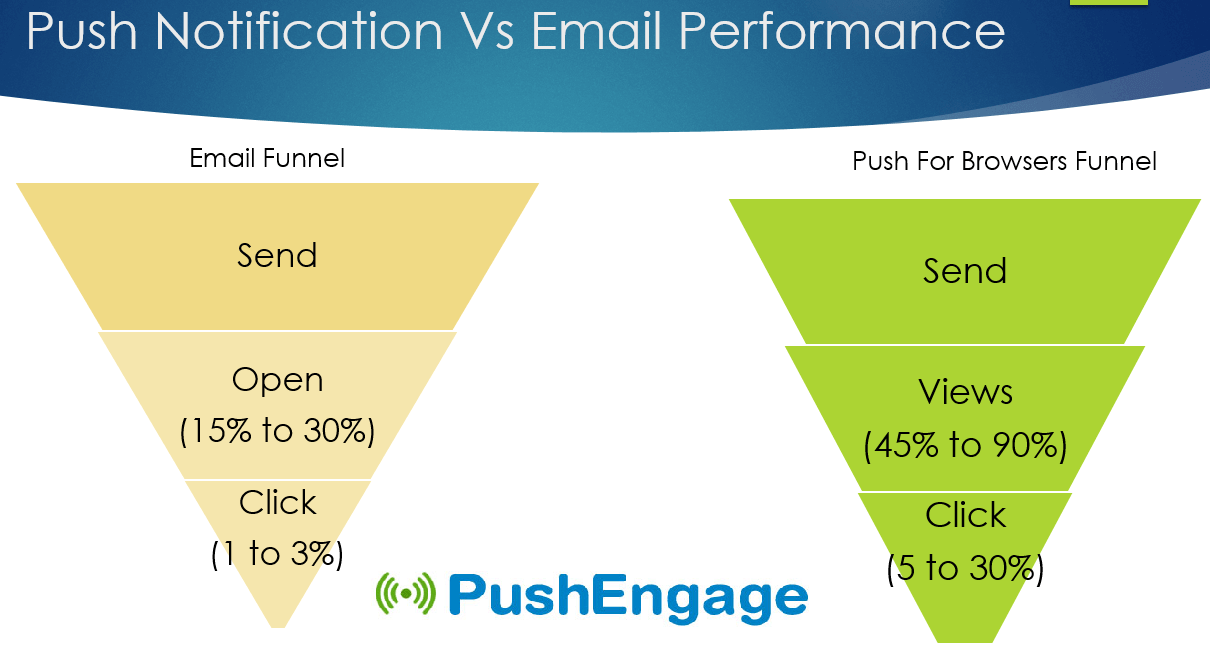 Push Notification Vs Email Performance
Email Funnel
Send
Open
(15% to 30%)
Click
(1 to 3%)
Push For Browsers Funnel
Send
Views
(45% to 90%)
Click
(5 to 30%)
PushEngage